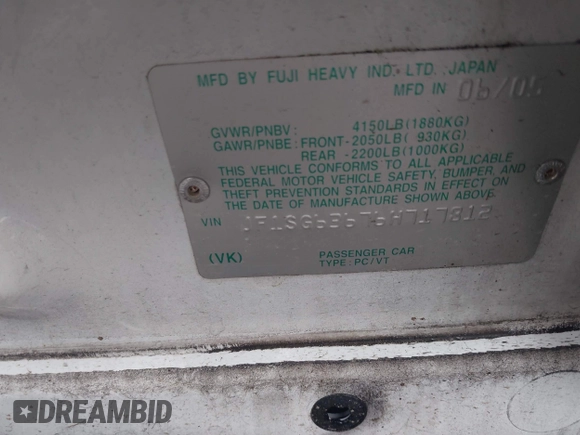 MFD BY FUJI HEAVY IND. LTD. JAPAN
MFD IN 06/05
GVWR/PNBV: 4150LB(1880KG)
GAWR/PNBE: FRONT-2050LB( 930KG)
REAR -2200LB(1000KG)
THIS VEHICLE CONFORMS TO ALL APPLICABLE
FEDERAL MOTOR VEHICLE SAFETY, BUMPER, AND
THEFT PREVENTION STANDARDS IN EFFECT ON
THE DATE OF MANUFACTURE SHOWN ABOVE.
VIN
(VK) PASSENGER CAR
TYPE: PC/VT
DREAMBID